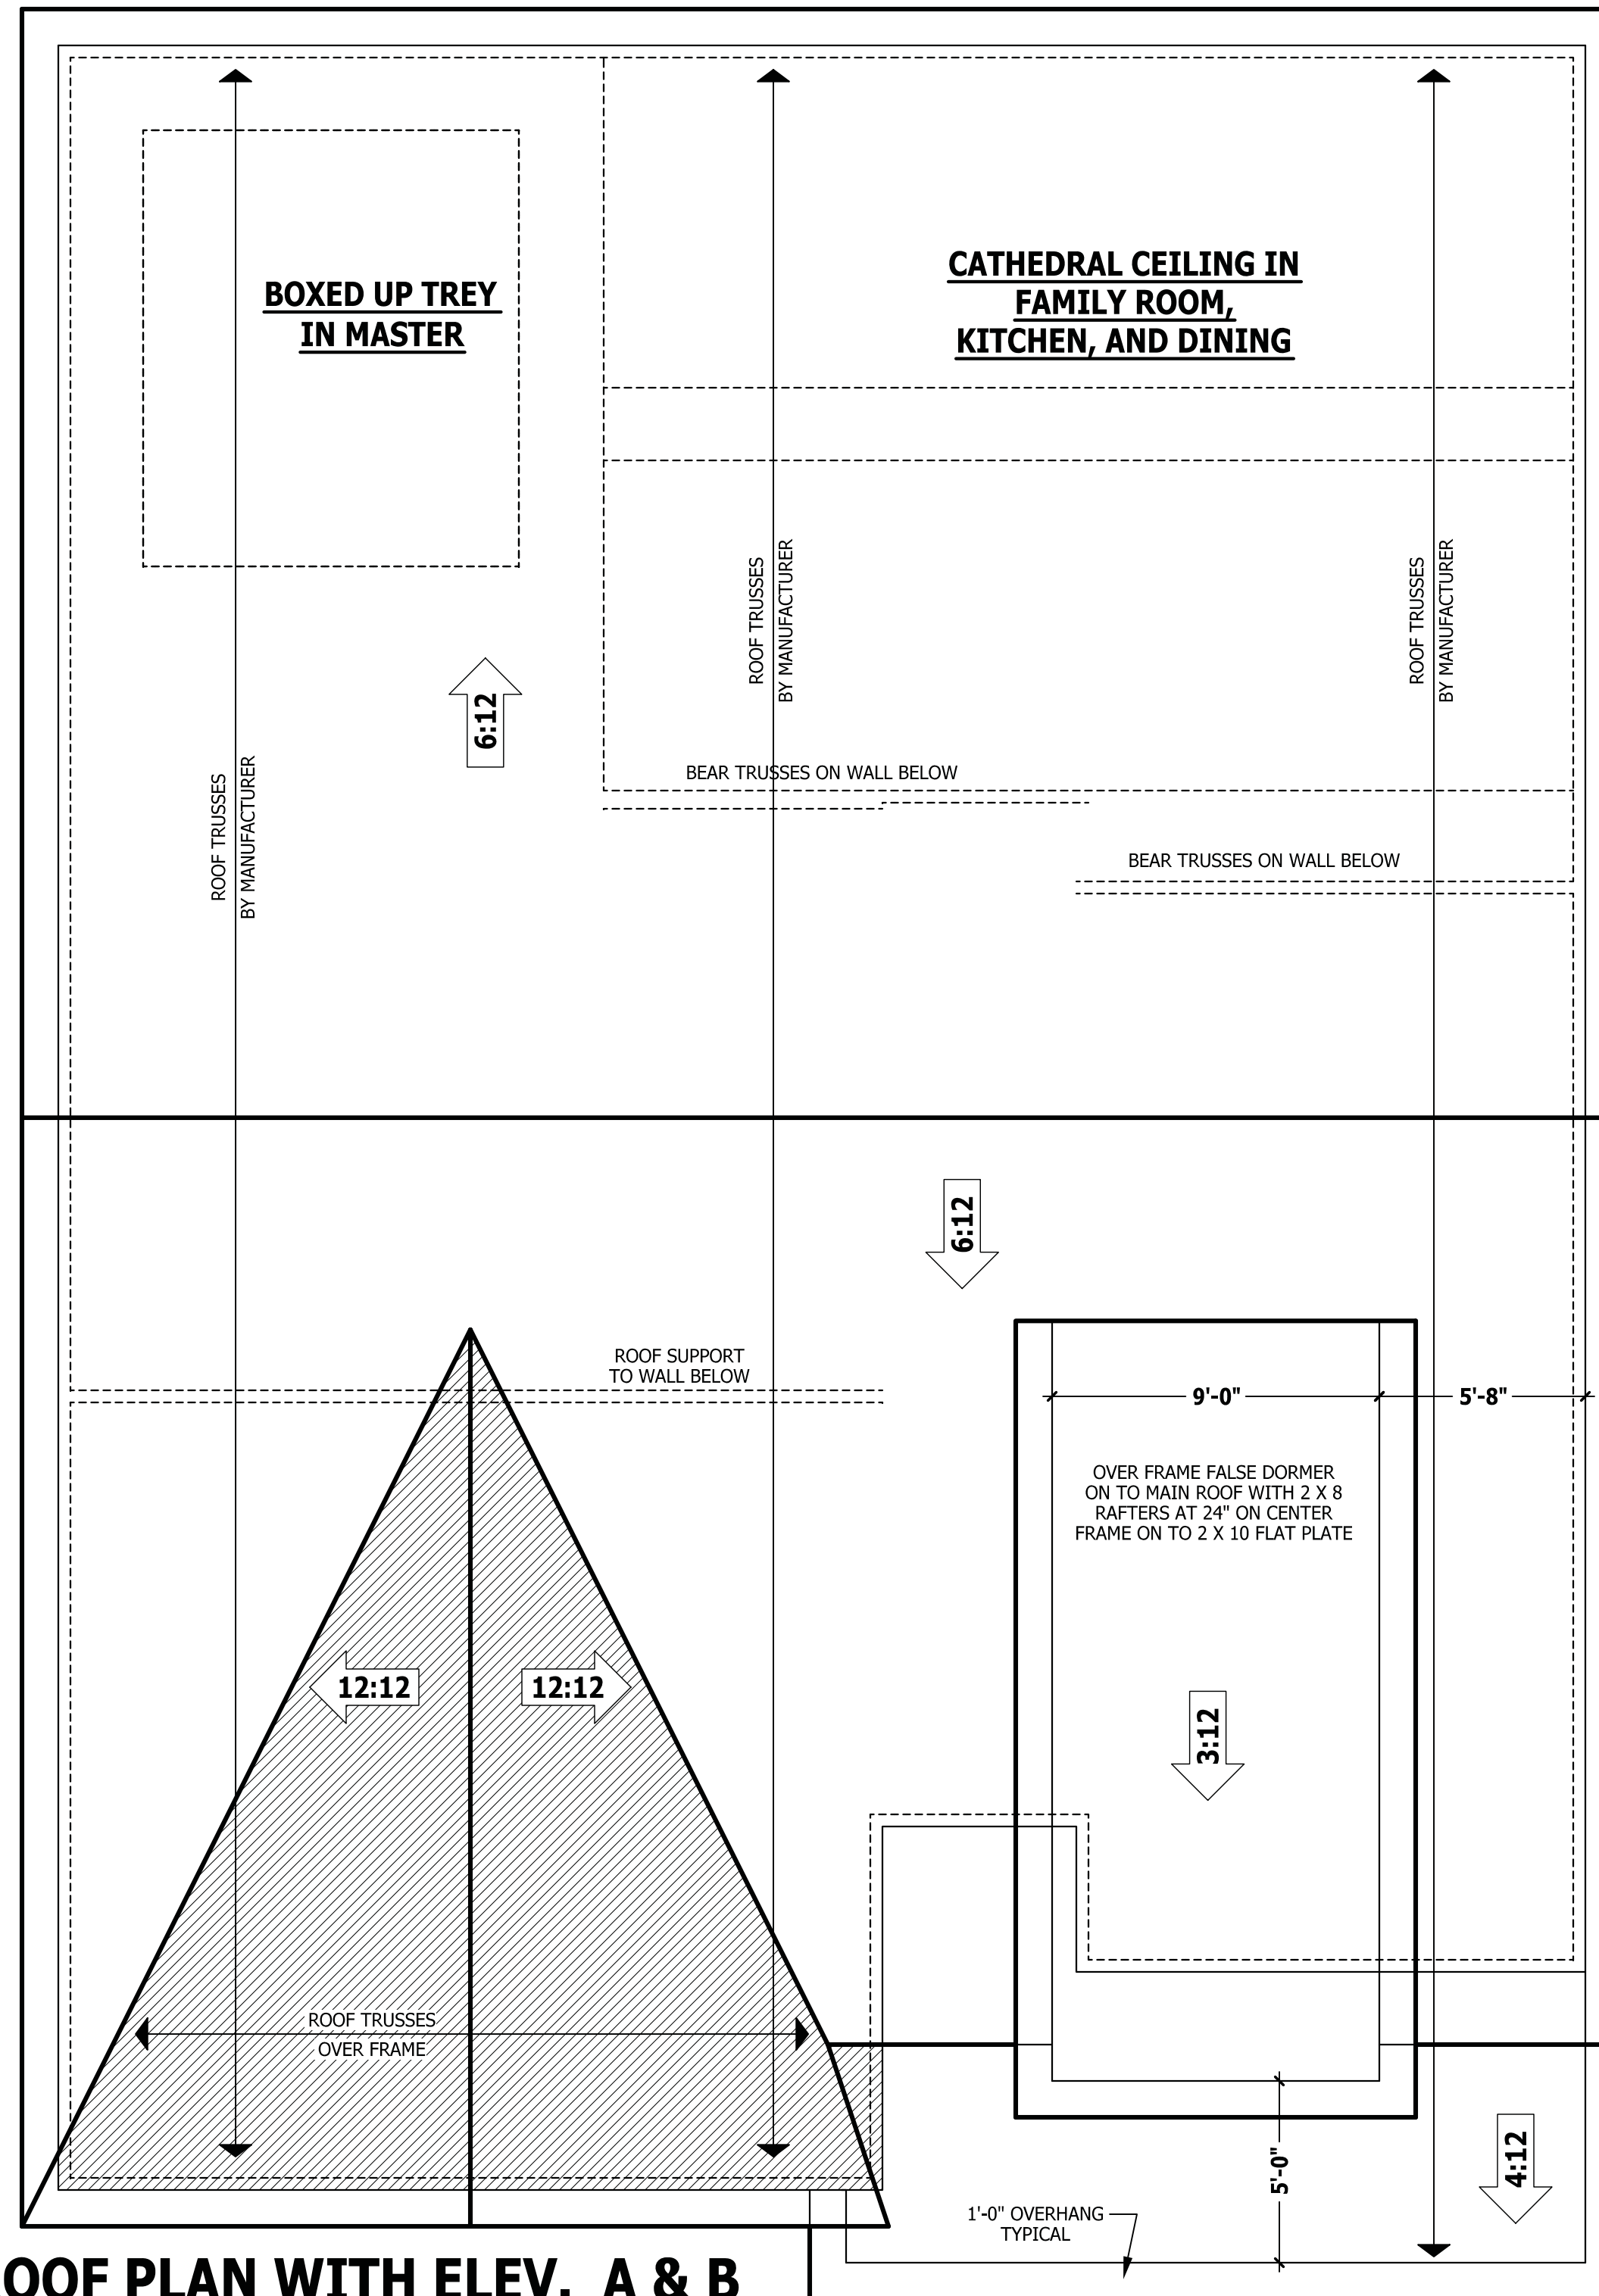 BOXED UP TREY
IN MASTER
CATHEDRAL CEILING IN
FAMILY ROOM,
KITCHEN, AND DINING
ROOF TRUSSES
BY MANUFACTURER
ROOF TRUSSES
BY MANUFACTURER
6:12
BEAR TRUSSES ON WALL BELOW
ROOF TRUSSES
BY MANUFACTURER
BEAR TRUSSES ON WALL BELOW
6:12
ROOF SUPPORT
TO WALL BELOW
9'-0"
5'-8"
OVER FRAME FALSE DORMER
ON TO MAIN ROOF WITH 2 X 8
RAFTERS AT 24" ON CENTER
FRAME ON TO 2 X 10 FLAT PLATE
12:12
12:12
3:12
ROOF TRUSSES
OVER FRAME
5'-0"
4:12
1'-0" OVERHANG
TYPICAL
OOF PLAN WITH ELEV. A & B